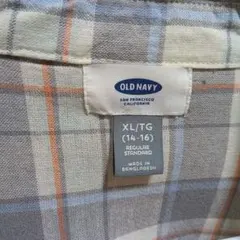 OLD NAVY
SAN FRANCISCO
CALIFORNIA
XL/TG
(14-16)
REGULAR
STANDARD
MADE IN
BANGLADESH